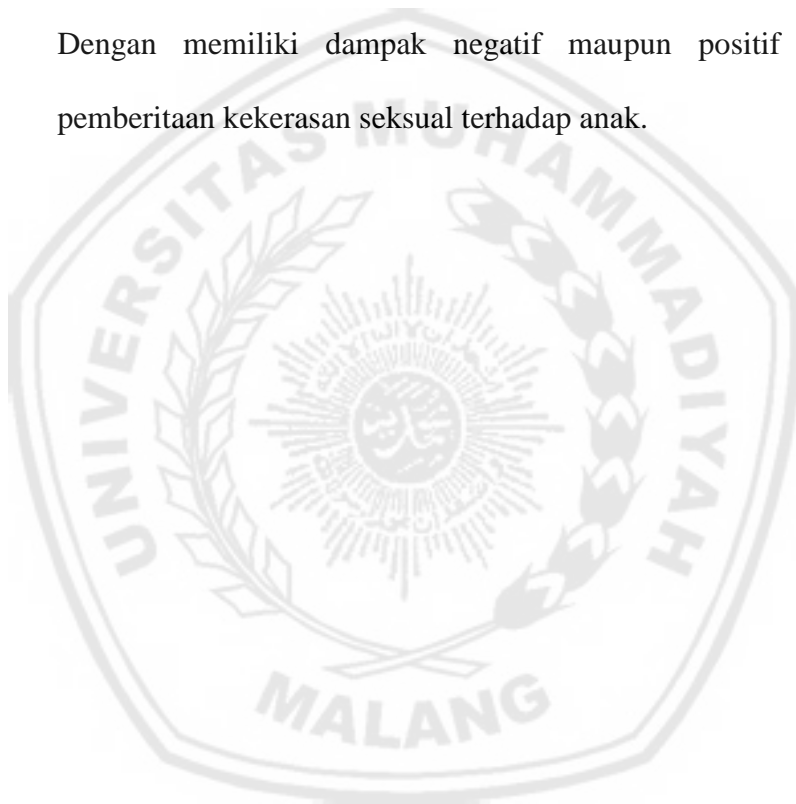 Dengan memiliki dampak negatif maupun positif
pemberitaan kekerasan seksual terhadap anak.
UNIVERSITAS MUHAMMADIYAH
MALANG